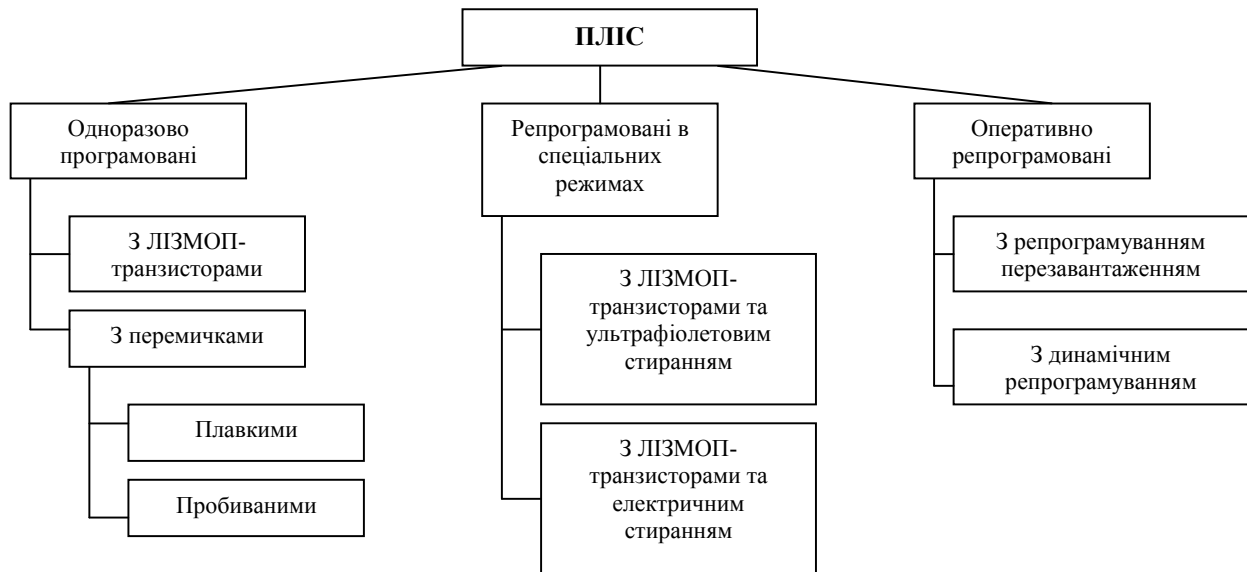 ПЛІС
Одноразово
програмовані
З ЛІЗМОП-
транзисторами
З перемичками
Плавкими
Пробиваними
Репрограмовані в
спеціальних
режимах
З ЛІЗМОП-
транзисторами та
ультрафіолетовим
стиранням
З ЛІЗМОП-
транзисторами та
електричним
стиранням
Оперативно
репрограмовані
З репрограмуванням
перезавантаженням
З динамічним
репрограмуванням